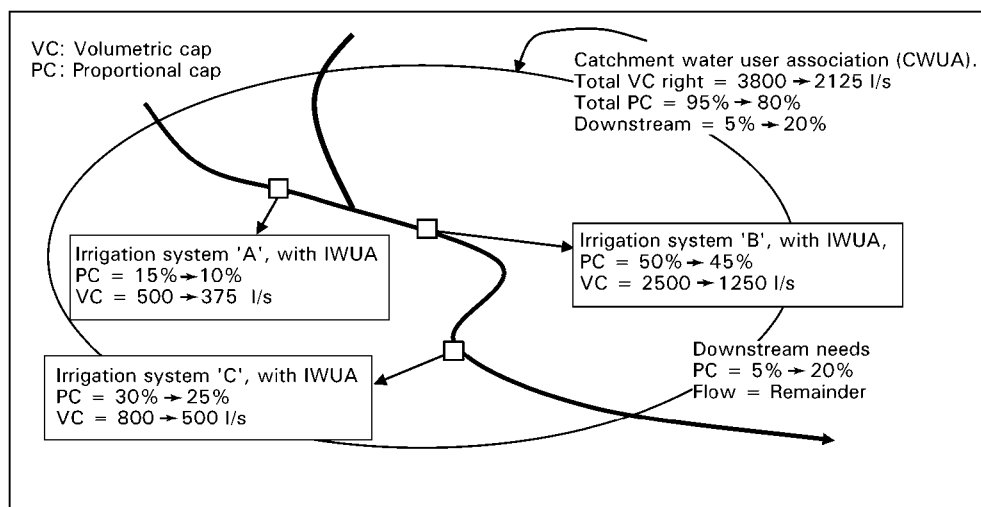 VC: Volumetric cap
PC: Proportional cap
Catchment water user association (CWUA).
Total VC right = 3800 → 2125 l/s
Total PC = 95% → 80%
Downstream = 5% → 20%
Irrigation system 'A', with IWUA
PC = 15% → 10%
VC = 500 → 375 l/s
Irrigation system 'B', with IWUA,
PC = 50% → 45%
VC = 2500 → 1250 l/s
Irrigation system 'C', with IWUA
PC = 30% → 25%
VC = 800 → 500 l/s
Downstream needs
PC = 5% → 20%
Flow = Remainder